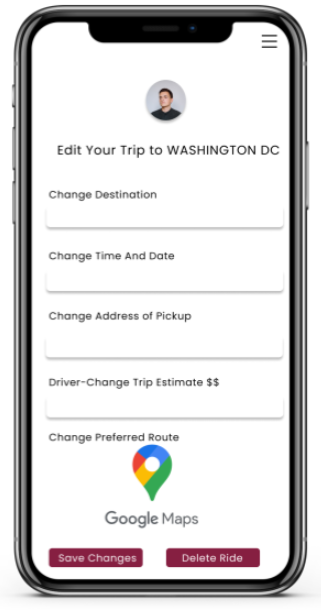 Edit Your Trip to WASHINGTON DC
Change Destination
Change Time And Date
Change Address of Pickup
Driver-Change Trip Estimate $$
Change Preferred Route
Google Maps
Save Changes
Delete Ride